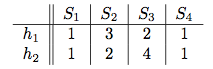 S₁ S₂ S₃ S₄
h₁ 1 3 2 1
h₂ 1 2 4 1